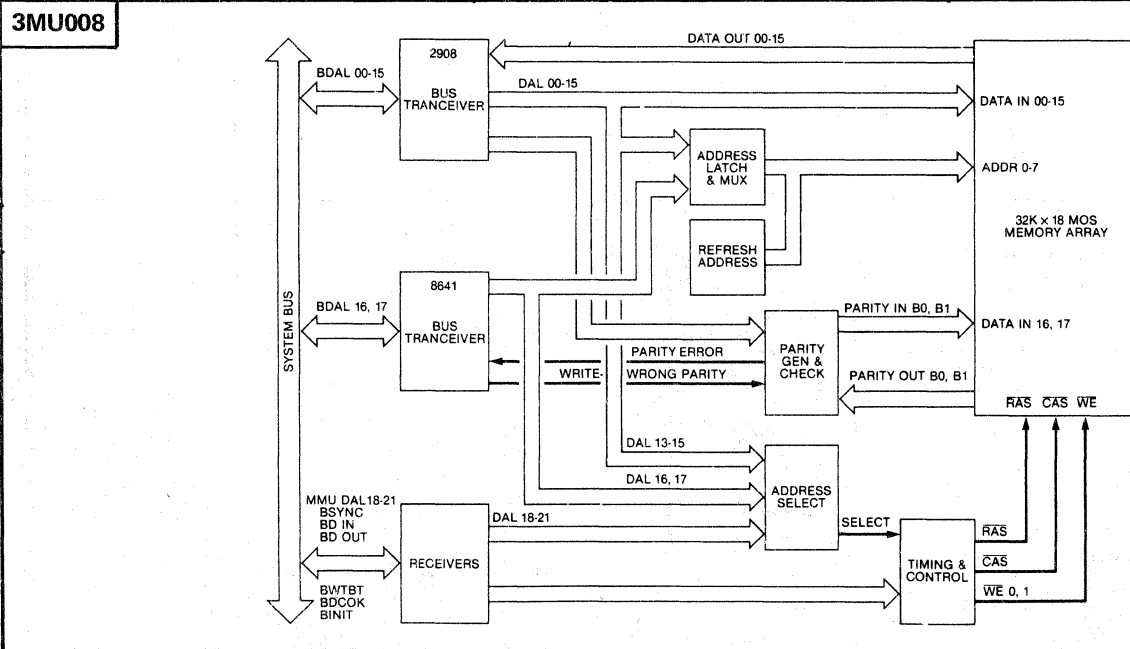 3MU008
DATA OUT 00-15
2908
BUS
TRANCEIVER
BDAL 00-15
DAL 00-15
DATA IN 00-15
ADDRESS
LATCH
& MUX
ADDR 0-7
32K × 18 MOS
MEMORY ARRAY
REFRESH
ADDRESS
SYSTEM BUS
8641
BUS
TRANCEIVER
BDAL 16, 17
PARITY IN B0, B1
DATA IN 16, 17
PARITY
GEN &
CHECK
PARITY ERROR
WRITE- WRONG PARITY
PARITY OUT B0, B1
RAS CAS WE
DAL 13-15
DAL 16, 17
ADDRESS
SELECT
MMU DAL18-21
BSYNC
BD IN
BD OUT
DAL 18-21
SELECT
RECEIVERS
TIMING &
CONTROL
RAS
CAS
WE 0, 1
BWTBT
BDCOK
BINIT